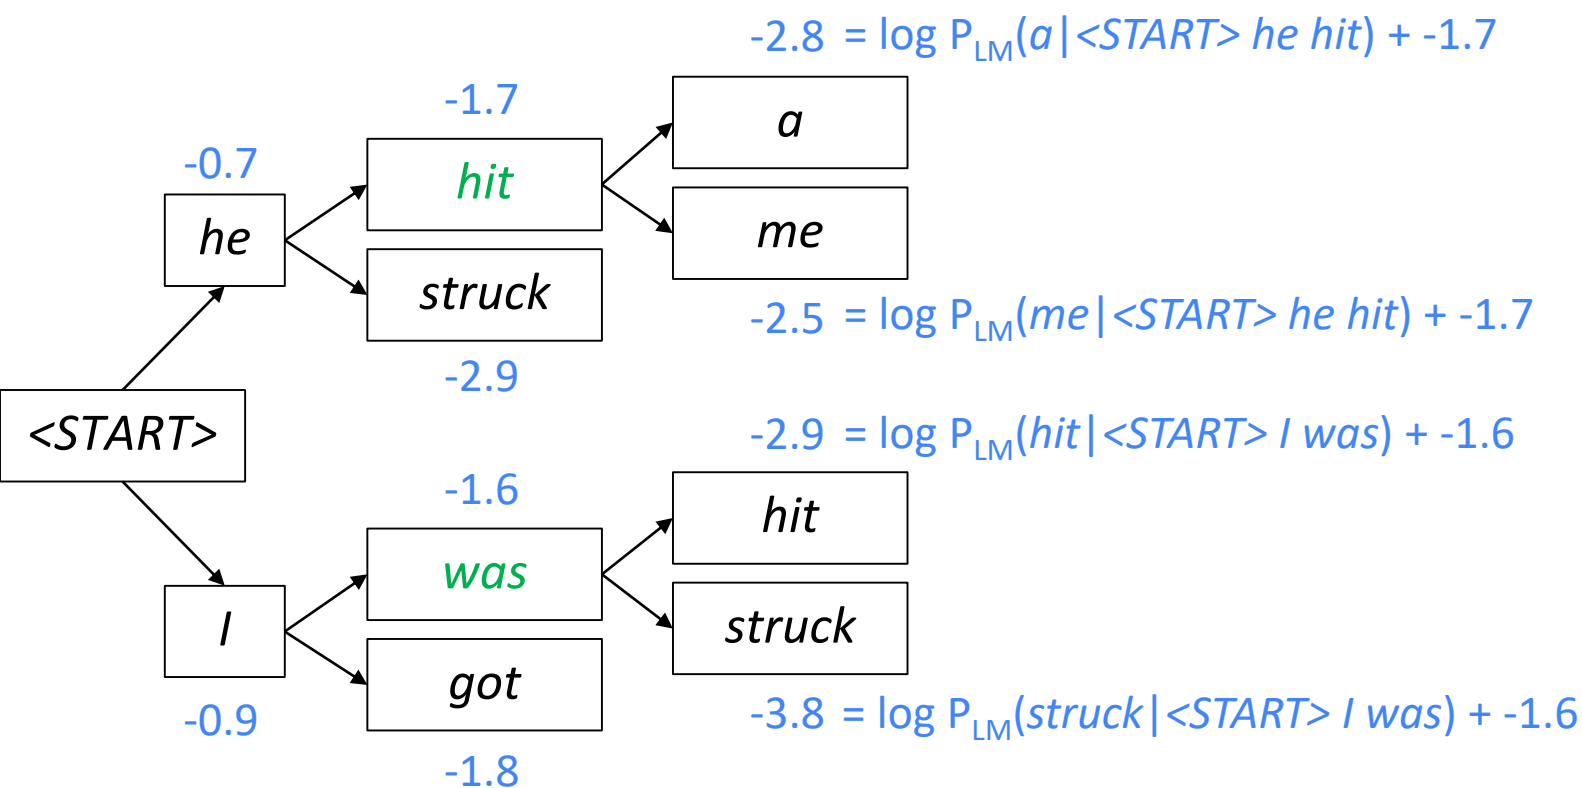 -2.8 = log P_LM(a|<START> he hit) + -1.7
-1.7
a
-0.7
hit
he
me
struck
-2.5 = log P_LM(me|<START> he hit) + -1.7
-2.9
<START>
-2.9 = log P_LM(hit|<START> I was) + -1.6
-1.6
hit
was
I
struck
got
-0.9
-3.8 = log P_LM(struck|<START> I was) + -1.6
-1.8